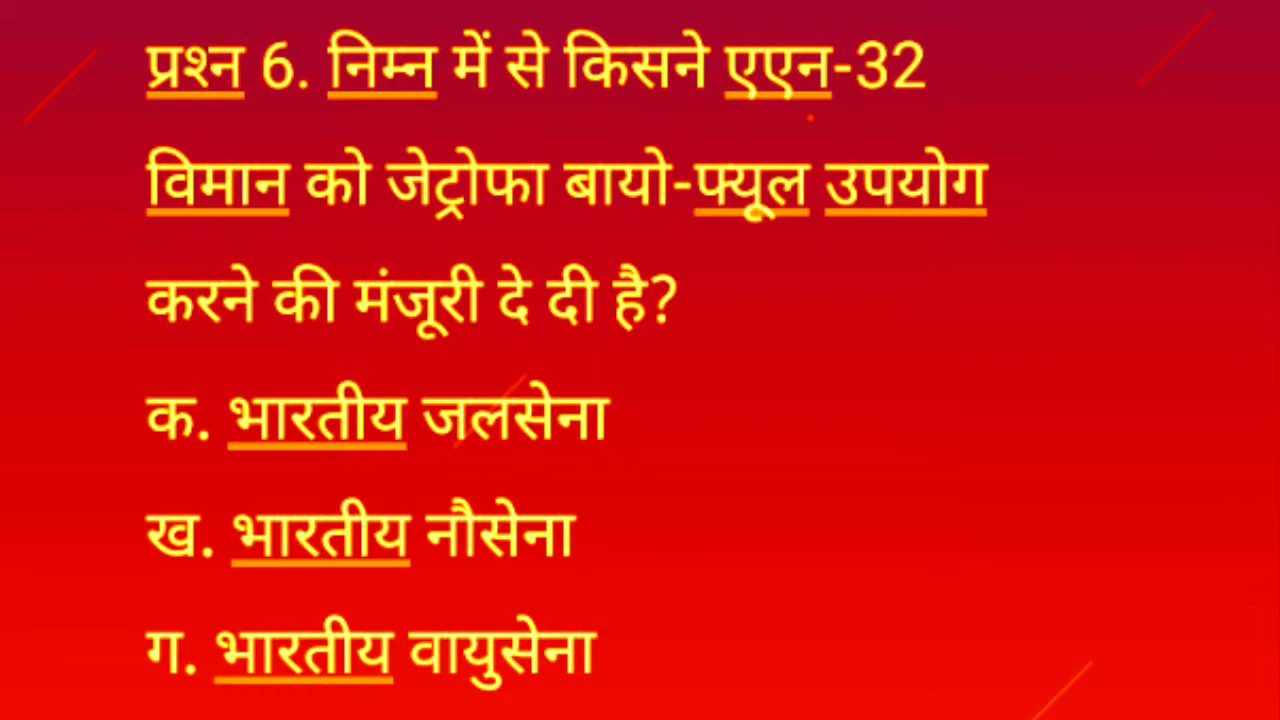 प्रश्न 6. निम्न में से किसने एएन-32
विमान को जेट्रोफा बायो-फ्यूल उपयोग
करने की मंजूरी दे दी है?
क. भारतीय जलसेना
ख. भारतीय नौसेना
ग. भारतीय वायुसेना